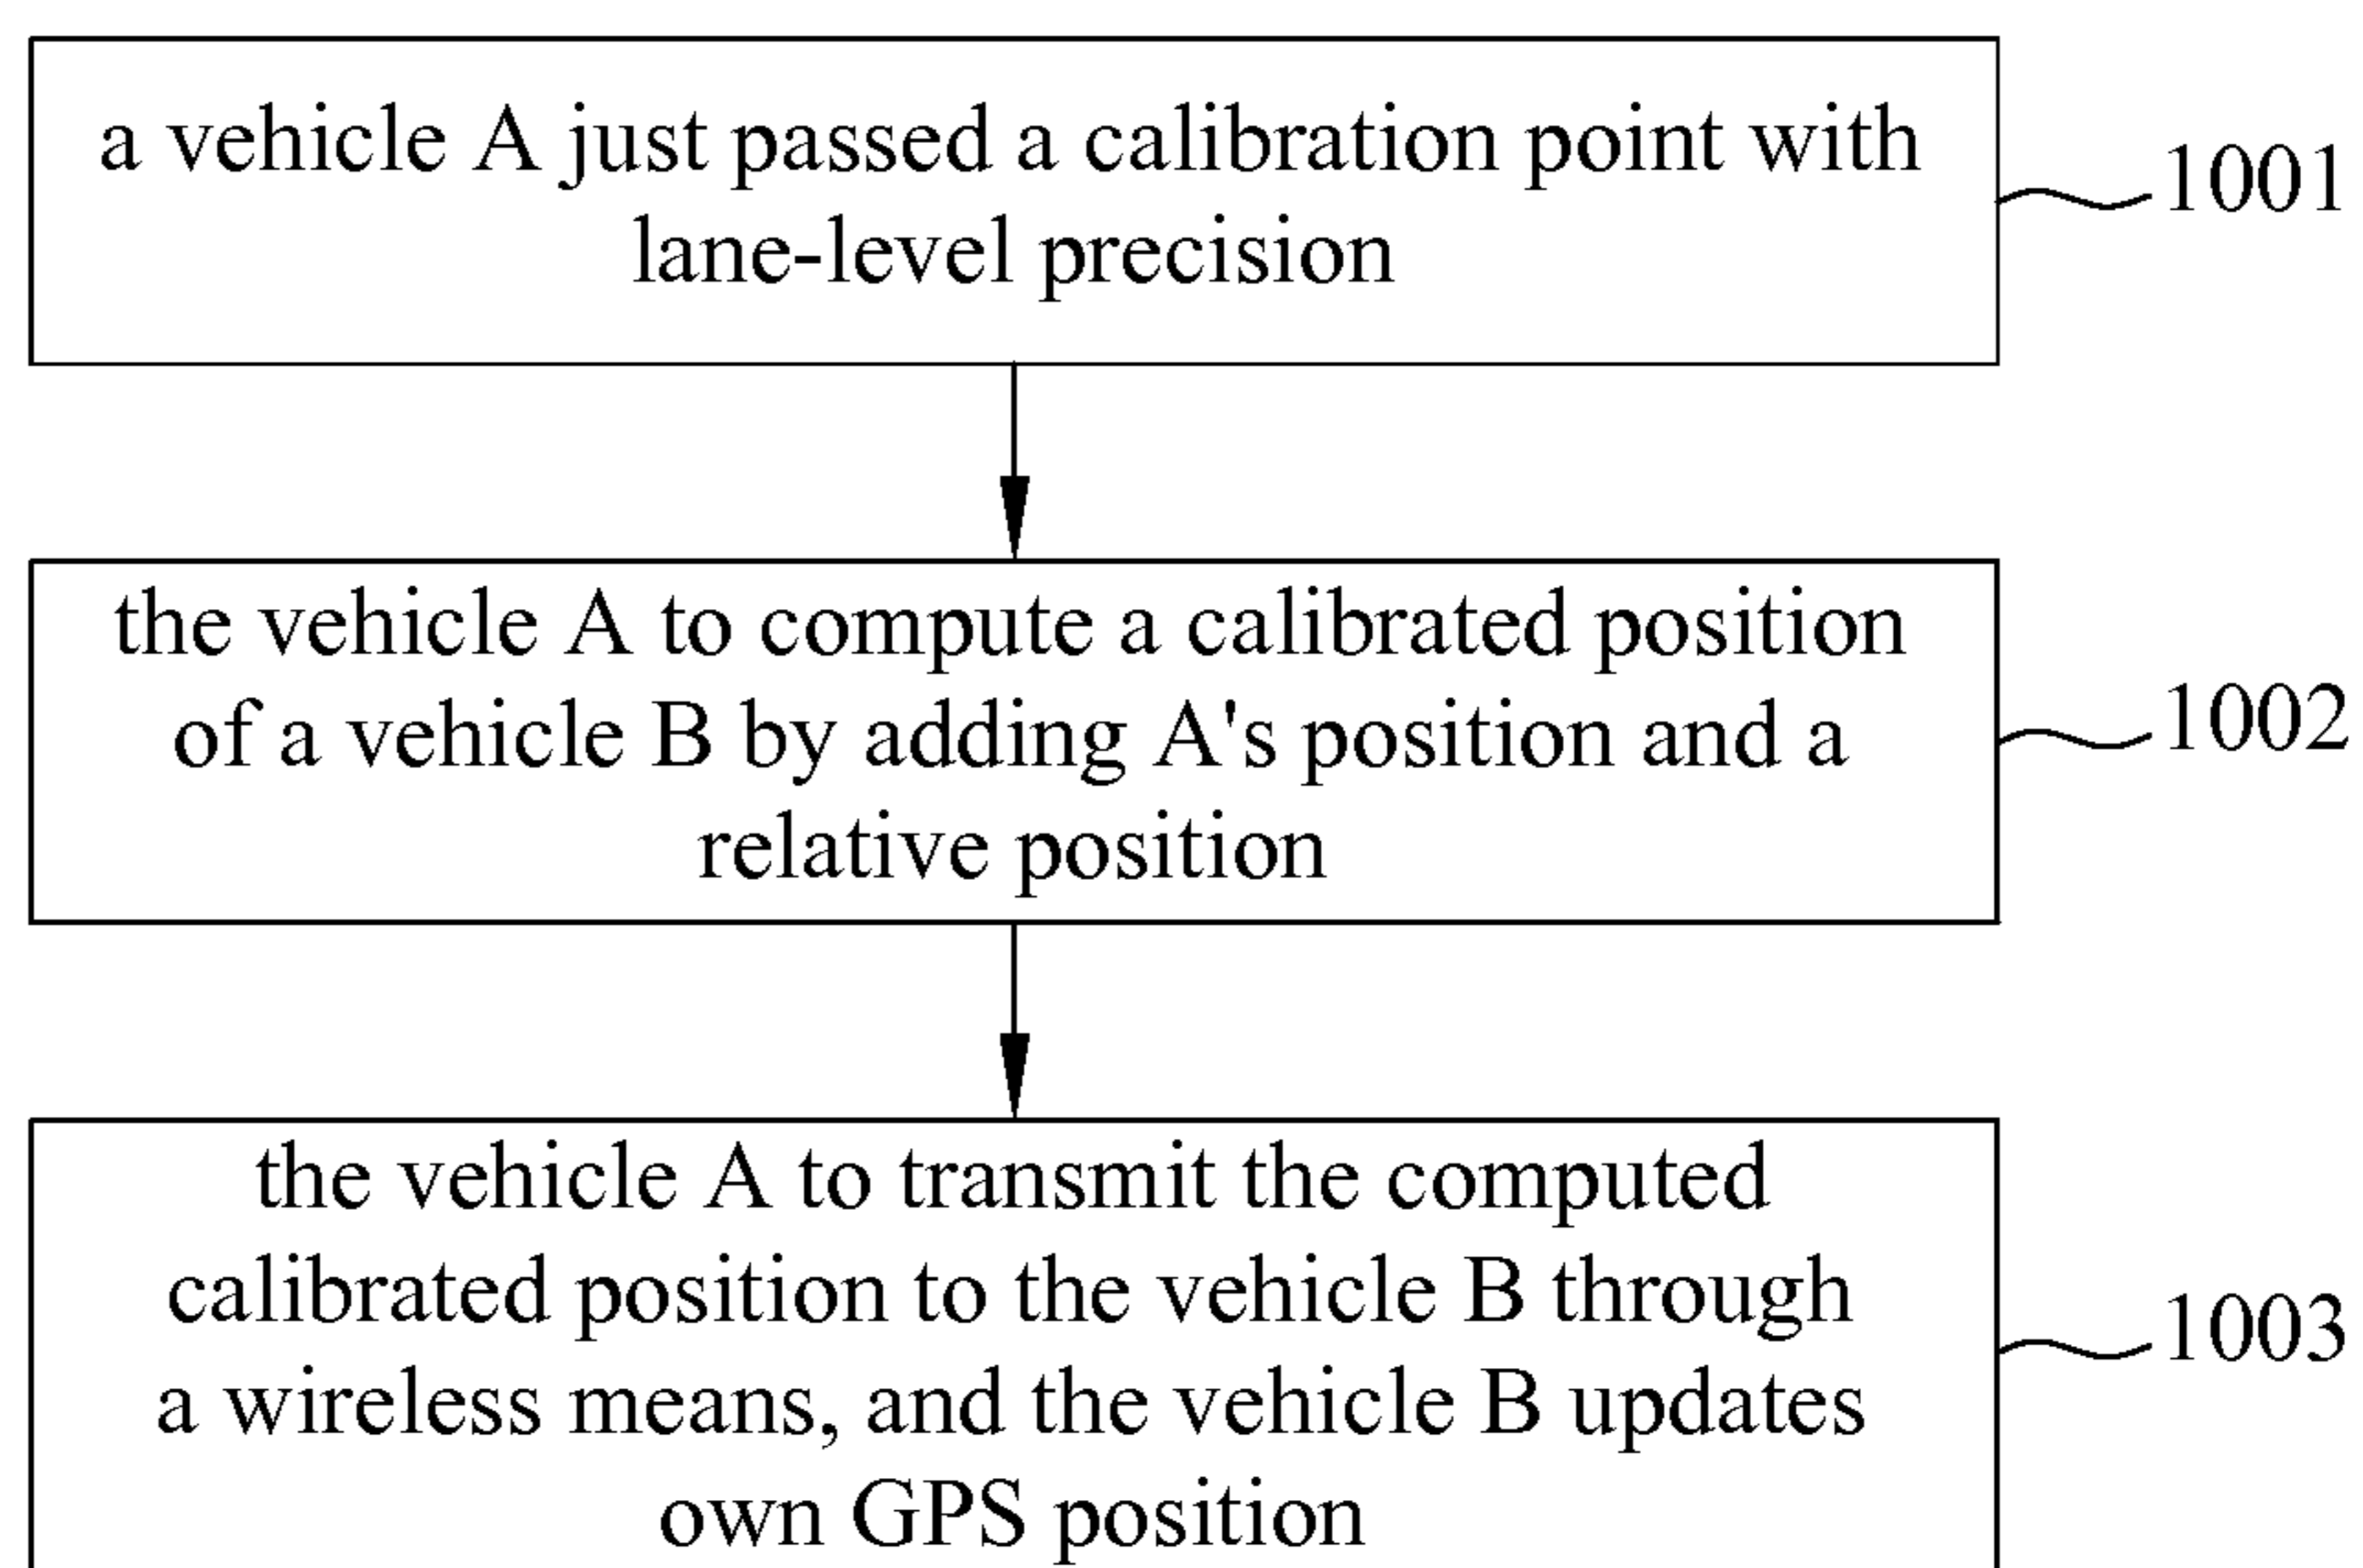 a vehicle A just passed a calibration point with
lane-level precision
1001
the vehicle A to compute a calibrated position
of a vehicle B by adding A's position and a
relative position
1002
the vehicle A to transmit the computed
calibrated position to the vehicle B through
a wireless means, and the vehicle B updates
own GPS position
1003